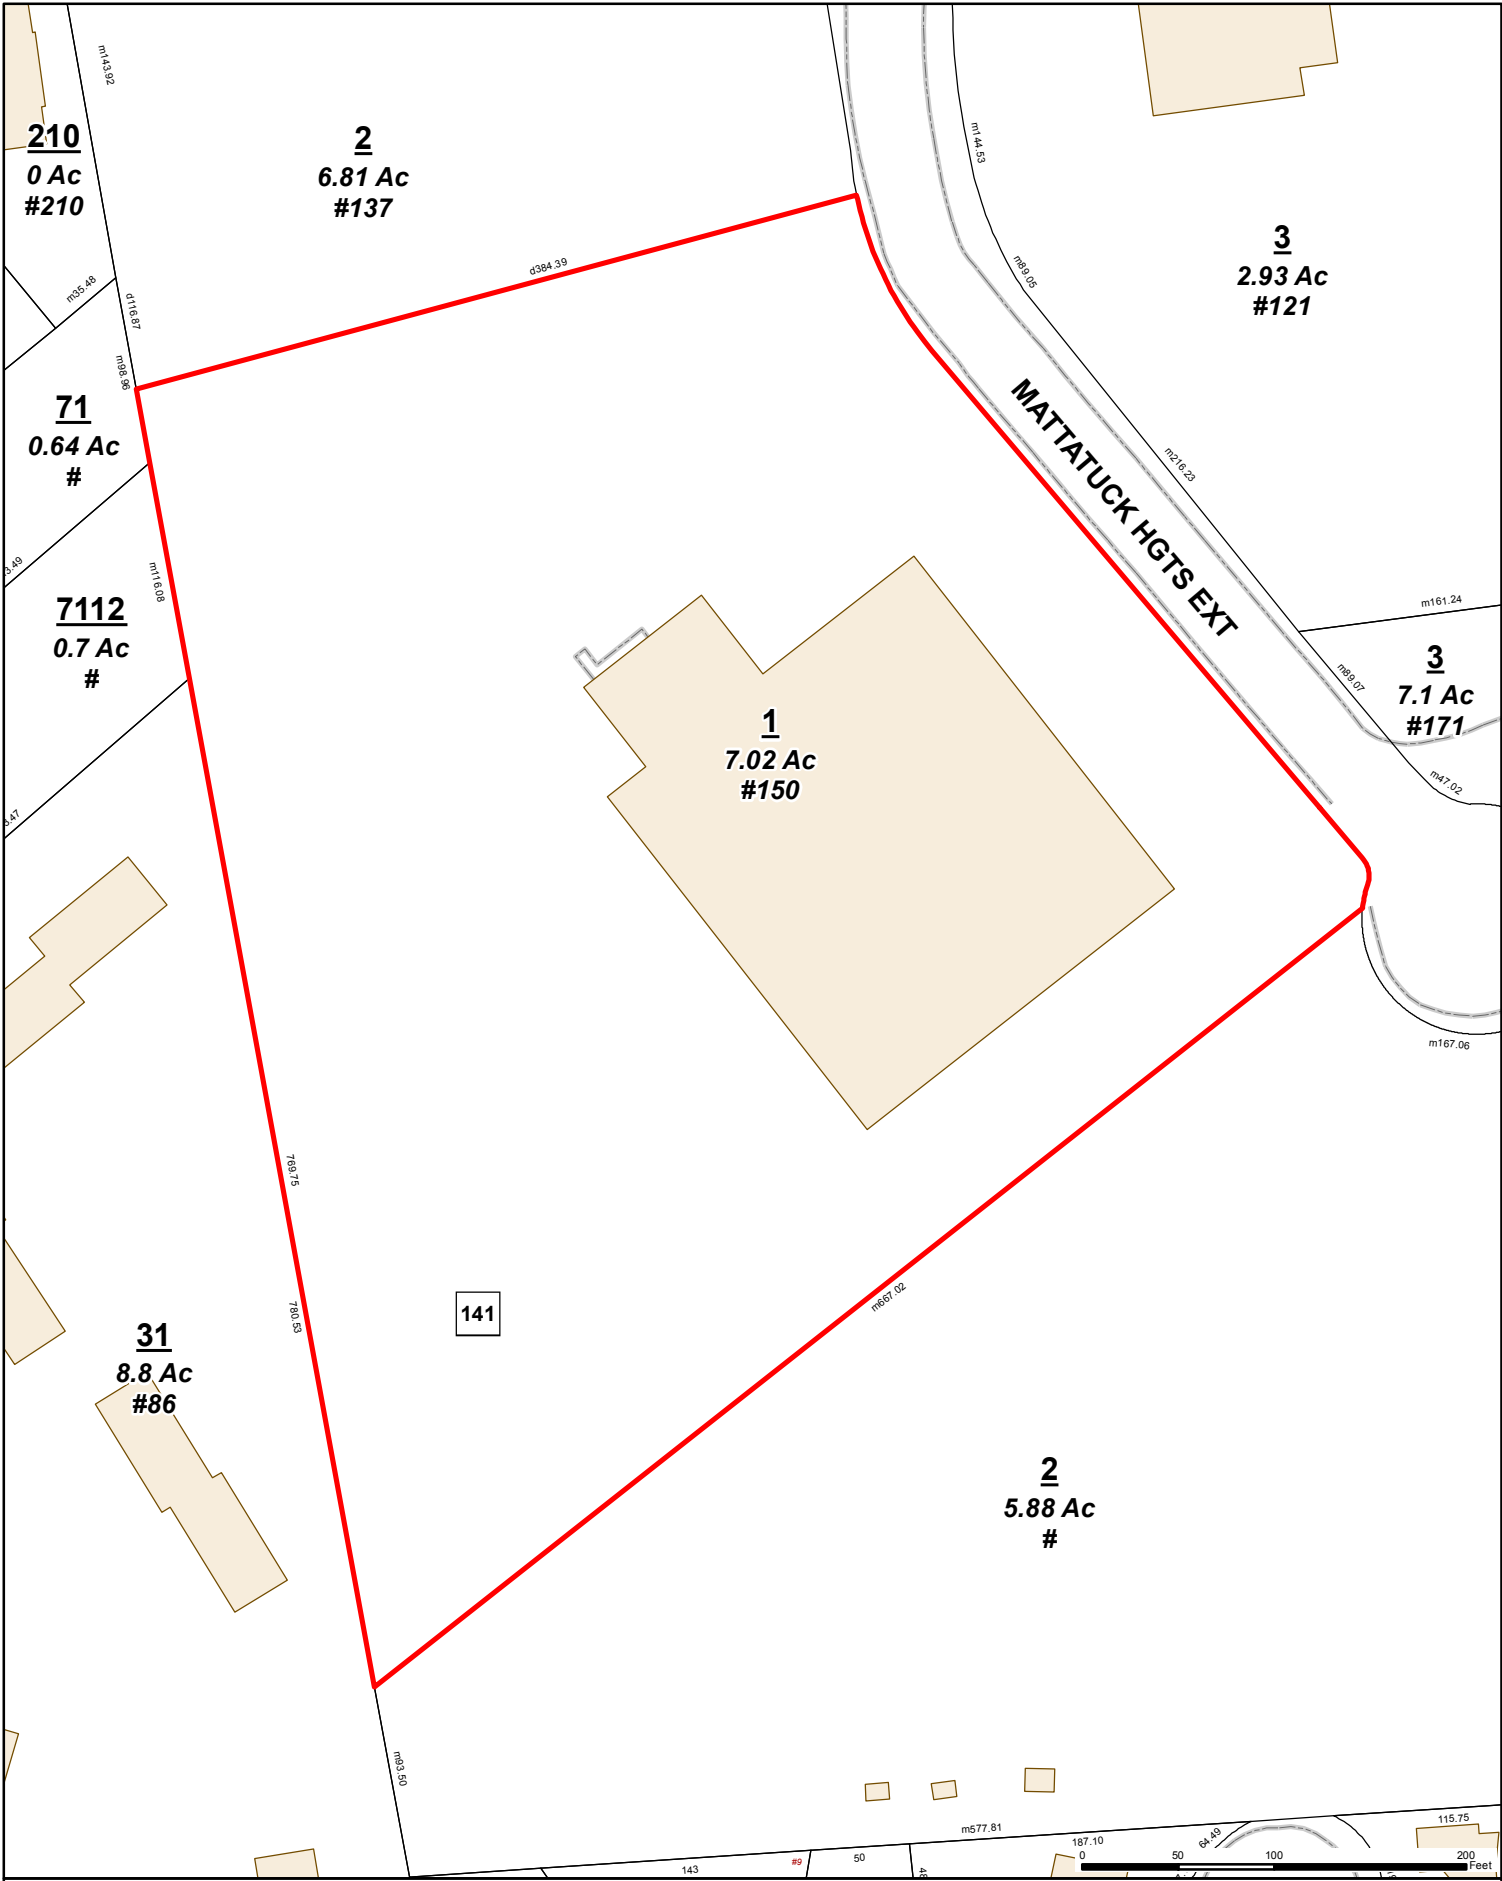 m143.92
210
0 Ac
#210
2
6.81 Ac
#137
m144.53
m89.05
3
2.93 Ac
#121
d384.39
m35.48
d116.87
m98.96
71
0.64 Ac
#
MATTATUCK HGTS EXT
m216.23
m116.08
7112
0.7 Ac
#
m161.24
3
7.1 Ac
#171
m89.07
m47.02
1
7.02 Ac
#150
m167.06
769.75
780.53
141
m667.02
31
8.8 Ac
#86
2
5.88 Ac
#
m93.50
m577.81
187.10
64.49
115.75
143
#9
50
0 50 100 200
Feet